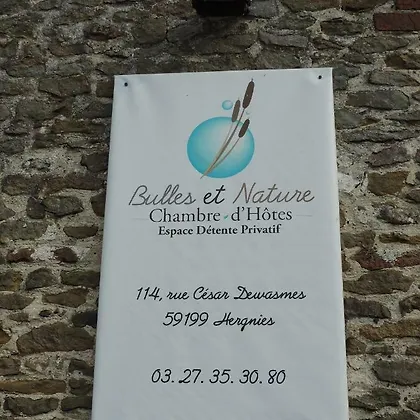 Bulles et Nature
Chambre d'Hôtes
Espace Détente Privatif
114, rue César Dewasmes
59199 Hergnies
03.27.35.30.80